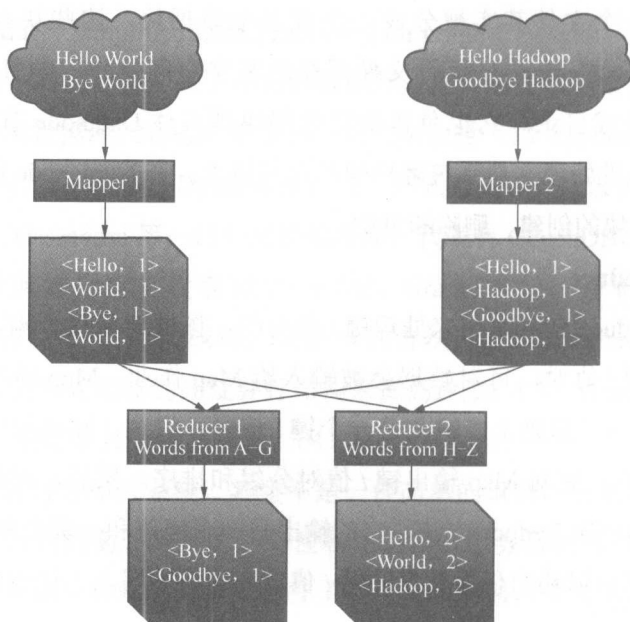 Hello World
Bye World
Hello Hadoop
Goodbye Hadoop
Mapper 1
Mapper 2
<Hello, 1>
<World, 1>
<Bye, 1>
<World, 1>
<Hello, 1>
<Hadoop, 1>
<Goodbye, 1>
<Hadoop, 1>
Reducer 1
Words from A-G
Reducer 2
Words from H-Z
<Bye, 1>
<Goodbye, 1>
<Hello, 2>
<World, 2>
<Hadoop, 2>